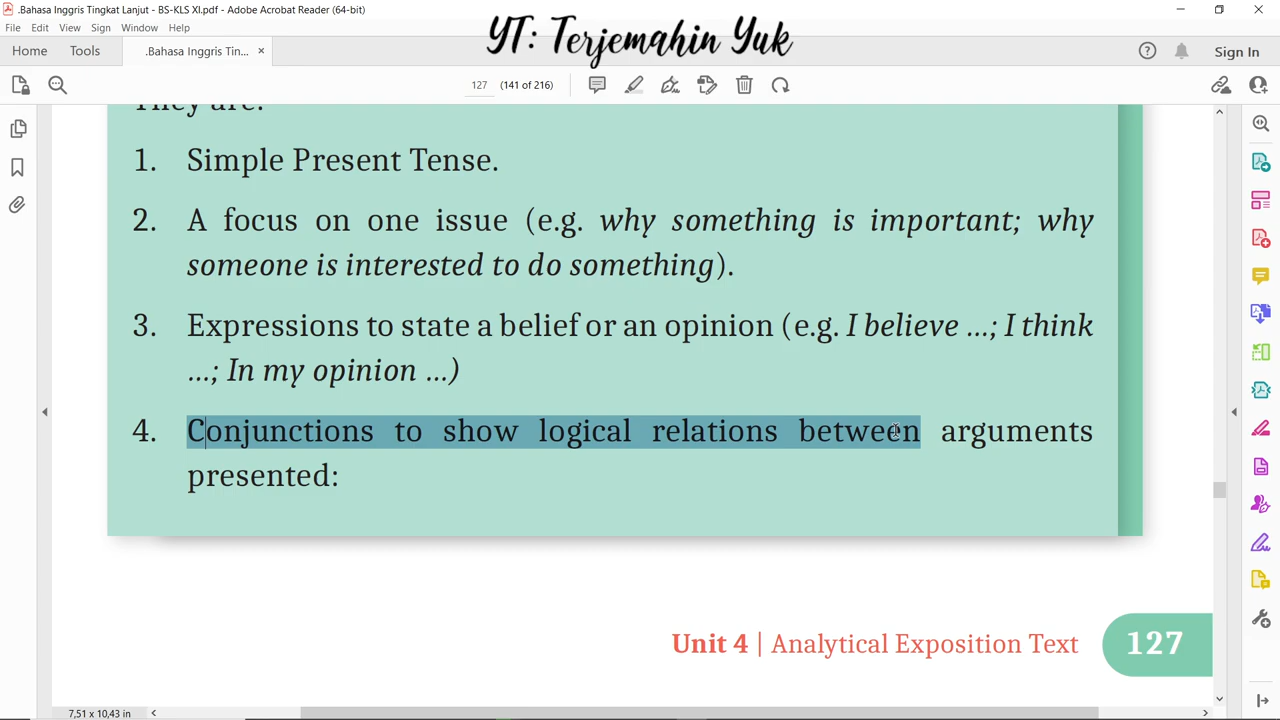 .Bahasa Inggris Tingkat Lanjut - BS-KLS XI.pdf - Adobe Acrobat Reader (64-bit)
File Edit View Sign Window Help
YT: Terjemahin Yuk
Home Tools .Bahasa Inggris Tin... × Sign In
127 (141 of 216)
They are:
1. Simple Present Tense.
2. A focus on one issue (e.g. why something is important; why
someone is interested to do something).
3. Expressions to state a belief or an opinion (e.g. I believe ...; I think
...; In my opinion ...)
4. Conjunctions to show logical relations between arguments
presented:
Unit 4 | Analytical Exposition Text 127
7,51 x 10,43 in